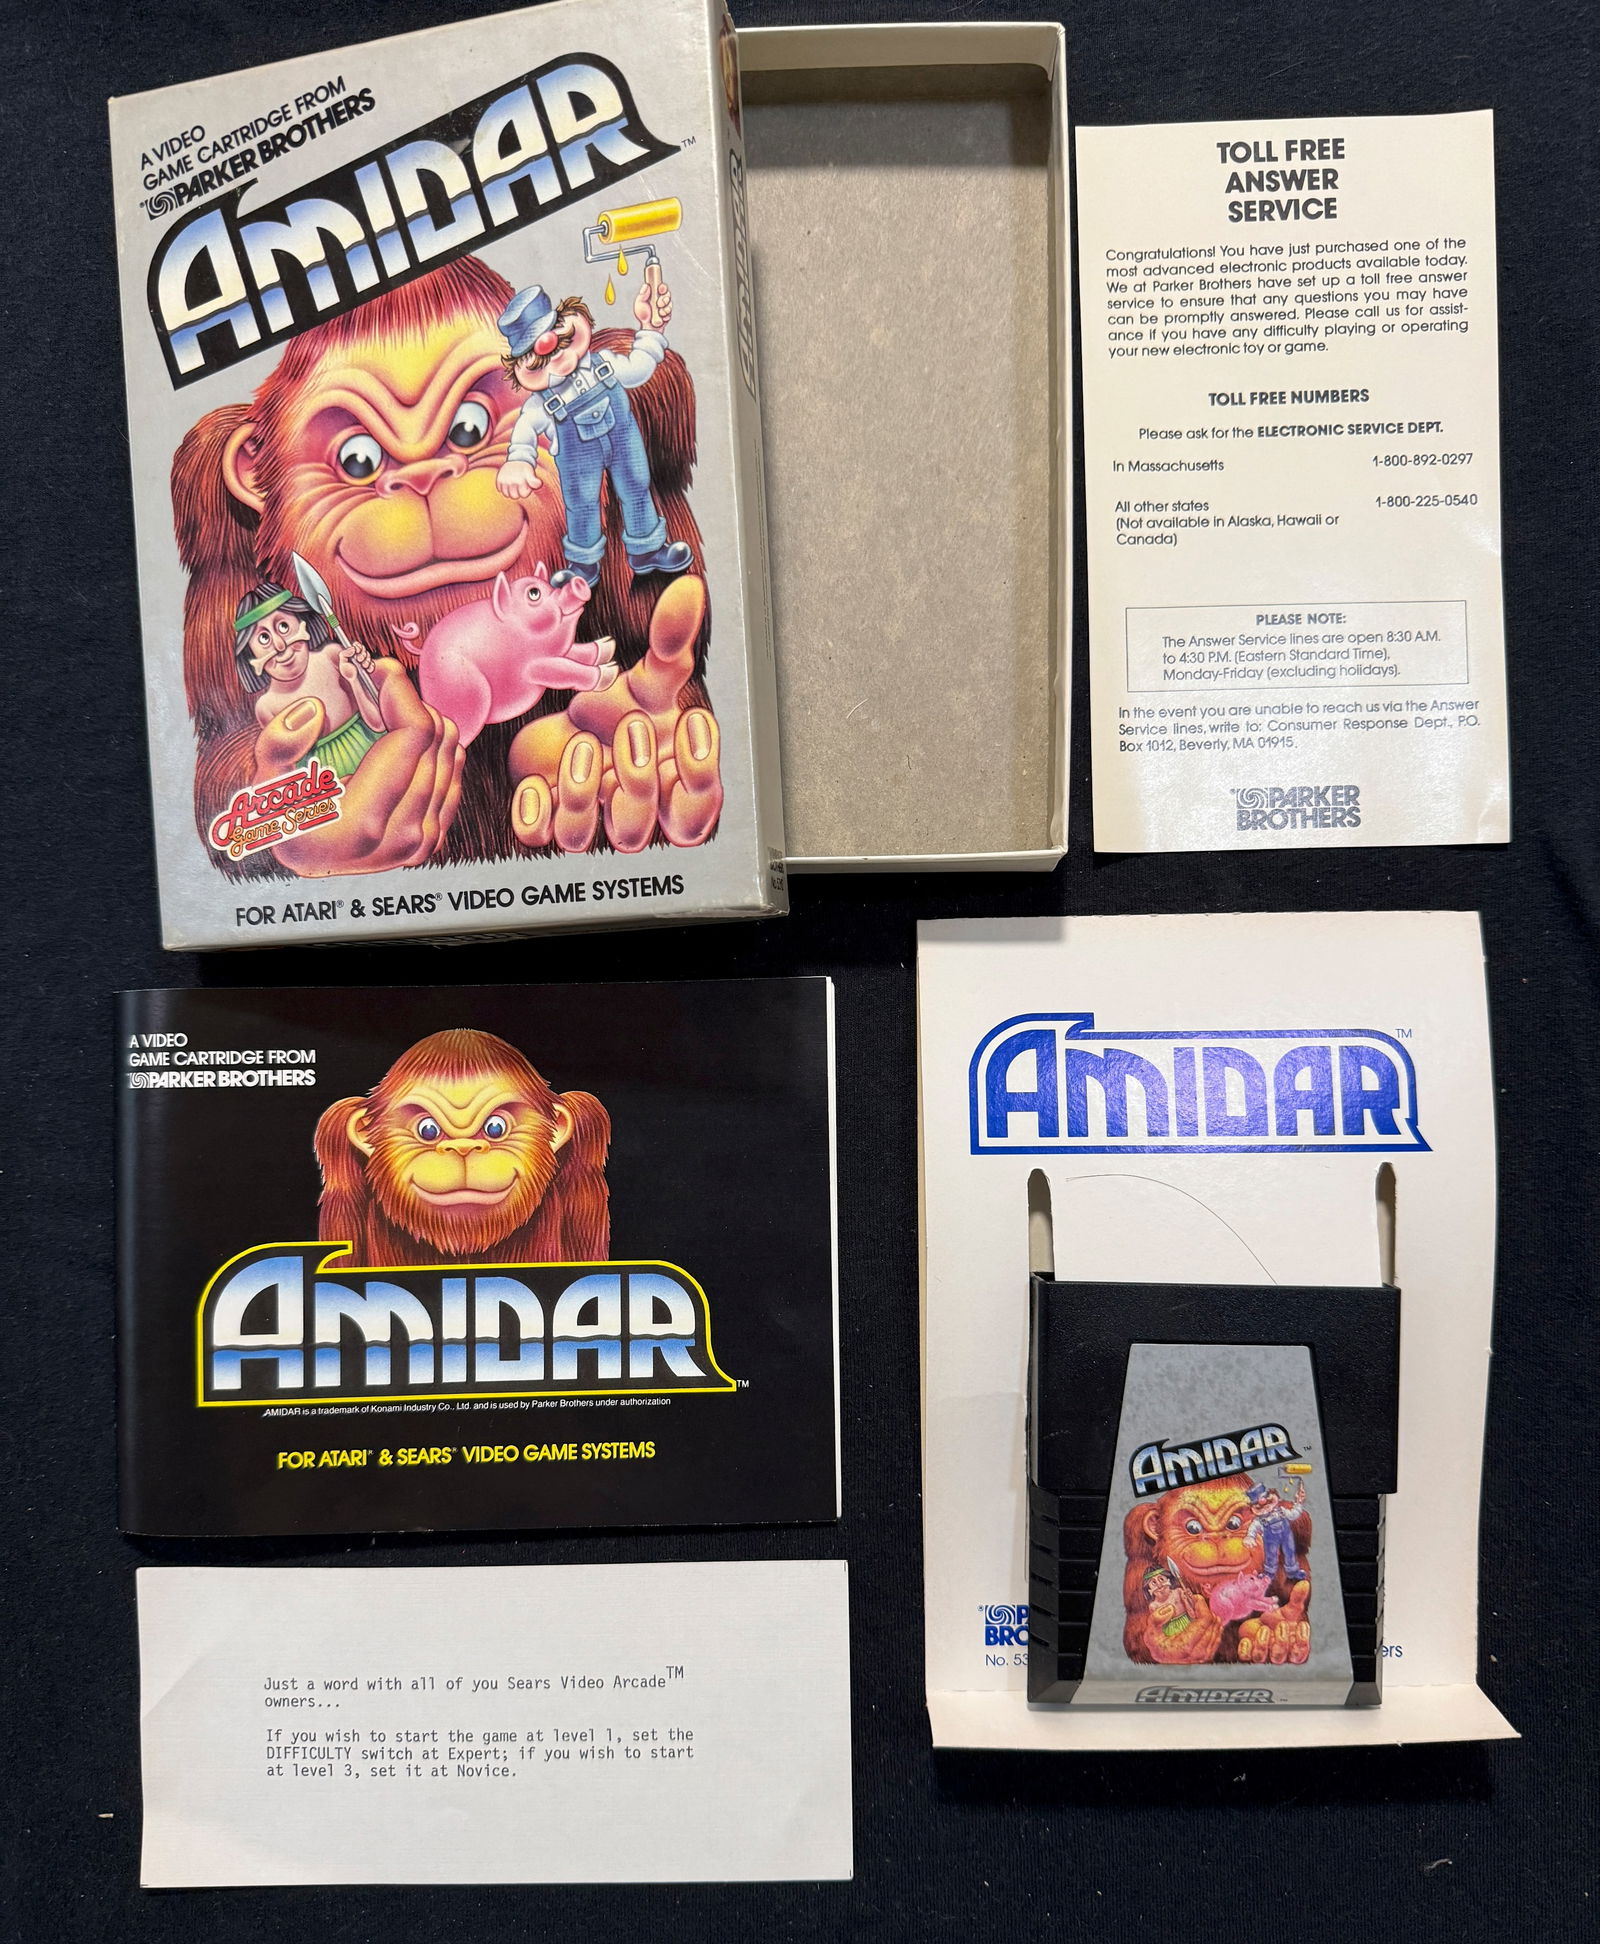 A VIDEO
GAME CARTRIDGE FROM
PARKER BROTHERS
AMIDAR™
Arcade
Game Series
FOR ATARI® & SEARS® VIDEO GAME SYSTEMS
AMIDAR
TOLL FREE
ANSWER
SERVICE
Congratulations! You have just purchased one of the
most advanced electronic products available today.
We at Parker Brothers have set up a toll free answer
service to ensure that any questions you may have
can be promptly answered. Please call us for assist-
ance if you have any difficulty playing or operating
your new electronic toy or game.
TOLL FREE NUMBERS
Please ask for the ELECTRONIC SERVICE DEPT.
In Massachusetts 1-800-892-0297
All other states 1-800-225-0540
(Not available in Alaska, Hawaii or
Canada)
PLEASE NOTE:
The Answer Service lines are open 8:30 A.M.
to 4:30 P.M. (Eastern Standard Time),
Monday-Friday (excluding holidays).
In the event you are unable to reach us via the Answer
Service lines, write to: Consumer Response Dept., P.O.
Box 1012, Beverly, MA 01915.
PARKER
BROTHERS
A VIDEO
GAME CARTRIDGE FROM
PARKER BROTHERS
AMIDAR™
AMIDAR is a trademark of Konami Industry Co., Ltd. and is used by Parker Brothers under authorization
FOR ATARI® & SEARS® VIDEO GAME SYSTEMS
AMIDAR™
AMIDAR™
AMIDAR™
No. 53
Just a word with all of you Sears Video Arcade™
owners...
If you wish to start the game at level 1, set the
DIFFICULTY switch at Expert; if you wish to start
at level 3, set it at Novice.